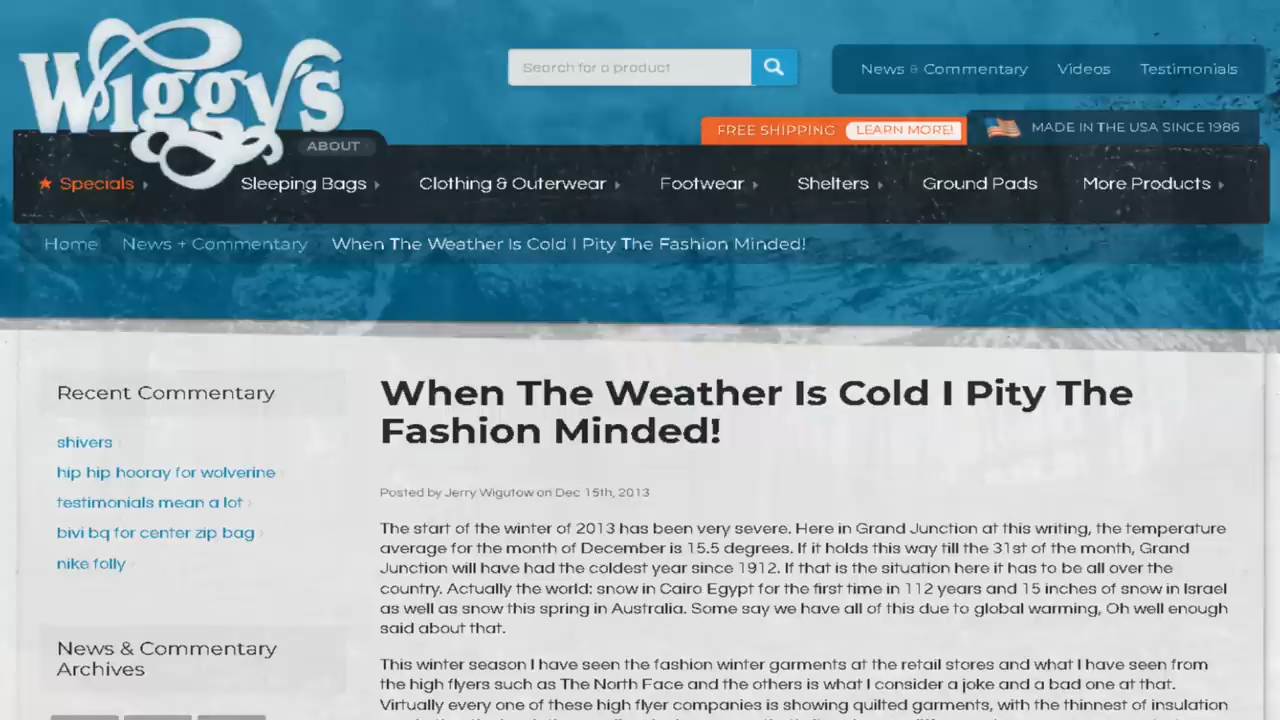 Wiggy's
Search for a product
News & Commentary Videos Testimonials
FREE SHIPPING LEARN MORE!
MADE IN THE USA SINCE 1986
ABOUT
★ Specials Sleeping Bags Clothing & Outerwear Footwear Shelters Ground Pads More Products
Home News + Commentary When The Weather Is Cold I Pity The Fashion Minded!
Recent Commentary
shivers
hip hip hooray for wolverine
testimonials mean a lot
bivi bq for center zip bag
nike folly
News & Commentary
Archives
When The Weather Is Cold I Pity The
Fashion Minded!
Posted by Jerry Wigutow on Dec 15th, 2013
The start of the winter of 2013 has been very severe. Here in Grand Junction at this writing, the temperature
average for the month of December is 15.5 degrees. If it holds this way till the 31st of the month, Grand
Junction will have had the coldest year since 1912. If that is the situation here it has to be all over the
country. Actually the world: snow in Cairo Egypt for the first time in 112 years and 15 inches of snow in Israel
as well as snow this spring in Australia. Some say we have all of this due to global warming, Oh well enough
said about that.
This winter season I have seen the fashion winter garments at the retail stores and what I have seen from
the high flyers such as The North Face and the others is what I consider a joke and a bad one at that.
Virtually every one of these high flyer companies is showing quilted garments, with the thinnest of insulation